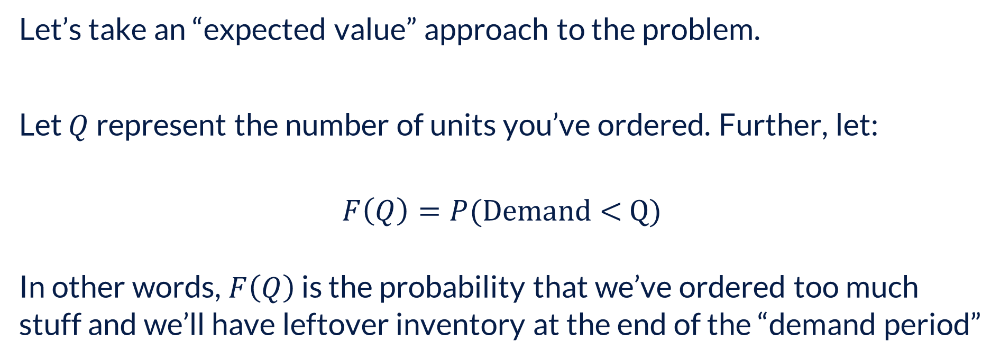 Let’s take an “expected value” approach to the problem.
Let Q represent the number of units you’ve ordered. Further, let:
F(Q) = P(Demand < Q)
In other words, F(Q) is the probability that we’ve ordered too much
stuff and we’ll have leftover inventory at the end of the “demand period”